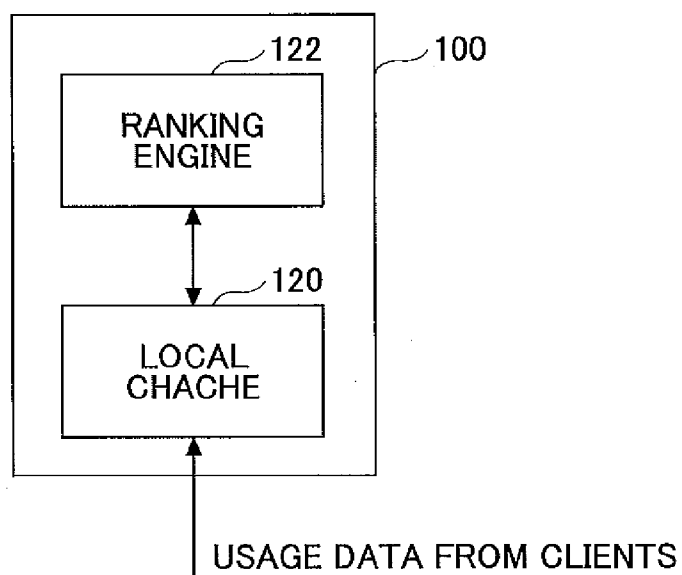 122
100
RANKING
ENGINE
120
LOCAL
CHACHE
USAGE DATA FROM CLIENTS